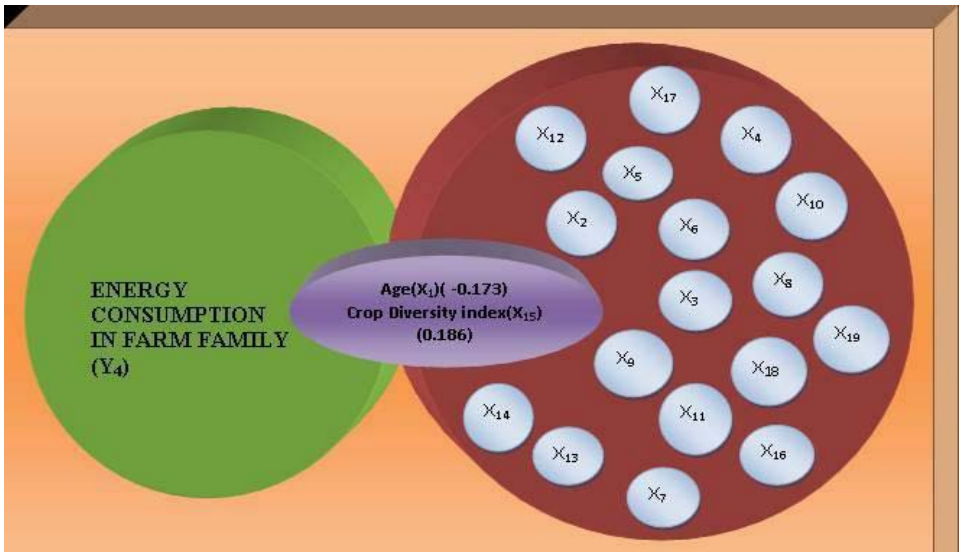 X₁₇
X₁₂
X₄
X₅
X₁₀
X₂
X₆
ENERGY
CONSUMPTION
IN FARM FAMILY
(Y₄)
Age(X₁)( -0.173)
Crop Diversity index(X₁₅)
(0.186)
X₈
X₃
X₁₉
X₉
X₁₈
X₁₄
X₁₁
X₁₃
X₁₆
X₇